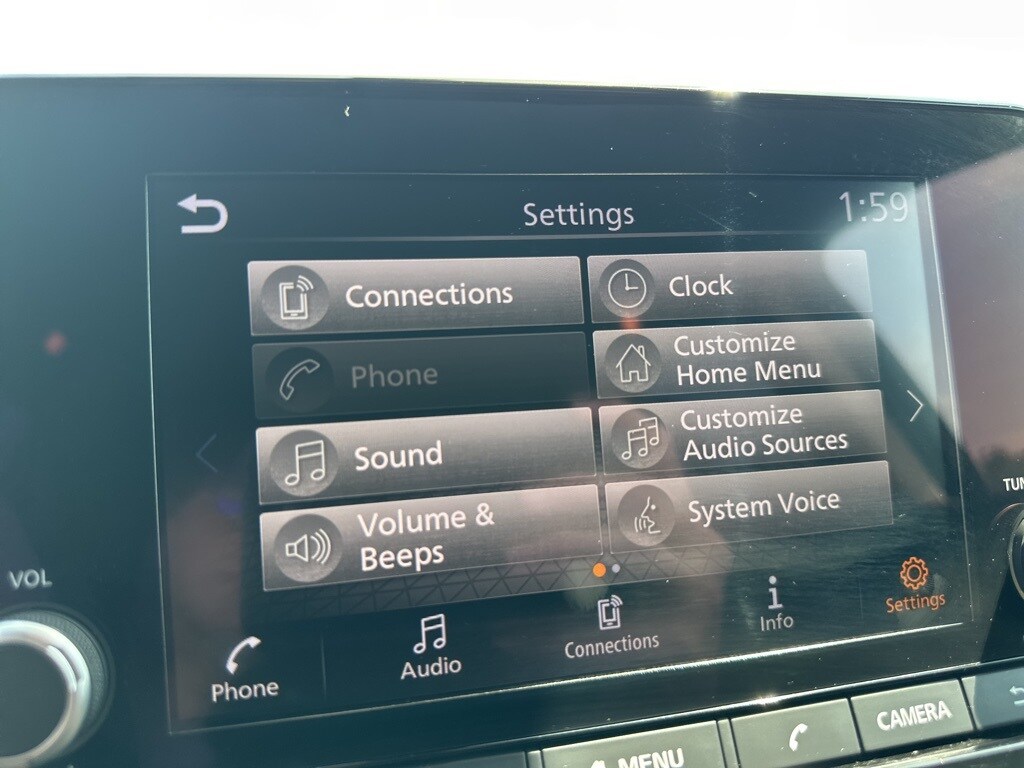 Settings
1:59
Connections
Clock
Phone
Customize
Home Menu
Sound
Customize
Audio Sources
Volume &
Beeps
System Voice
VOL
TUN
Phone
Audio
Connections
Info
Settings
MENU
CAMERA